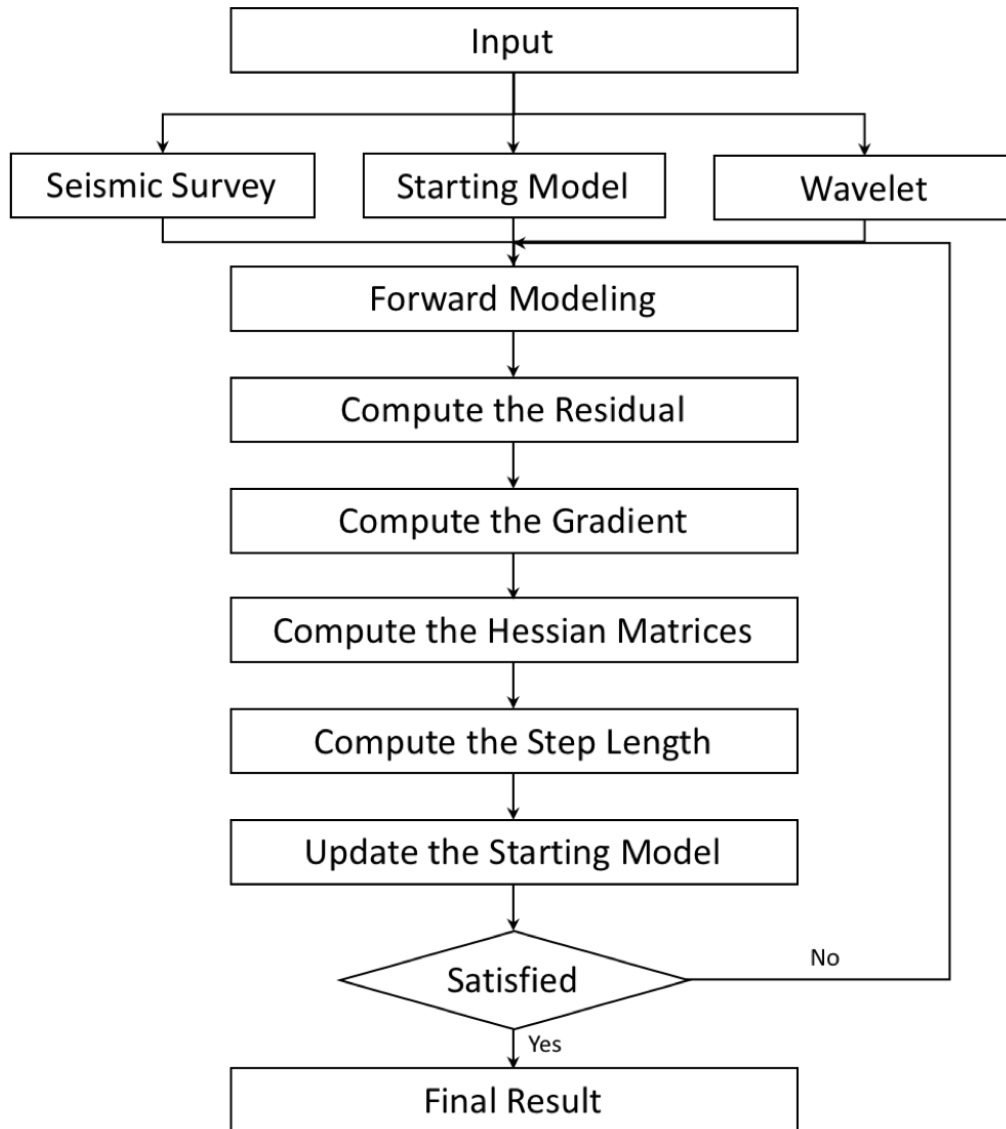 Input
Seismic Survey
Starting Model
Wavelet
Forward Modeling
Compute the Residual
Compute the Gradient
Compute the Hessian Matrices
Compute the Step Length
Update the Starting Model
Satisfied
No
Yes
Final Result